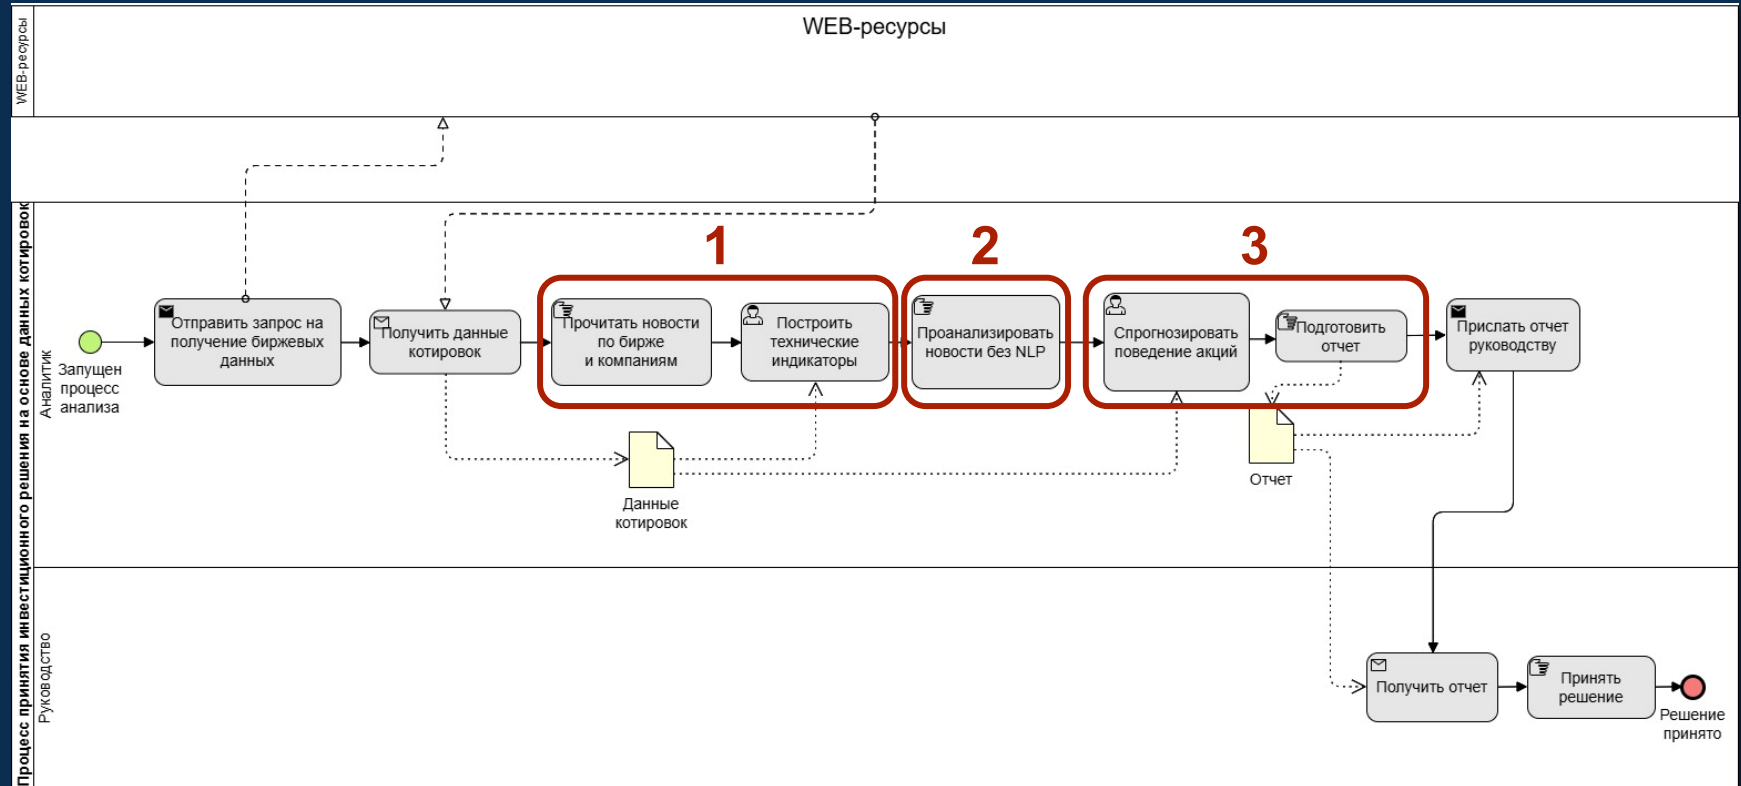 WEB-ресурсы
WEB-ресурсы
Процесс принятия инвестиционного решения на основе данных котировок
Аналитик
1
2
3
Запущен
процесс
анализа
Отправить запрос на
получение биржевых
данных
Получить данные
котировок
Прочитать новости
по бирже
и компаниям
Построить
технические
индикаторы
Проанализировать
новости без NLP
Спрогнозировать
поведение акций
Подготовить
отчет
Прислать отчет
руководству
Данные
котировок
Отчет
Руководство
Получить отчет
Принять
решение
Решение
принято